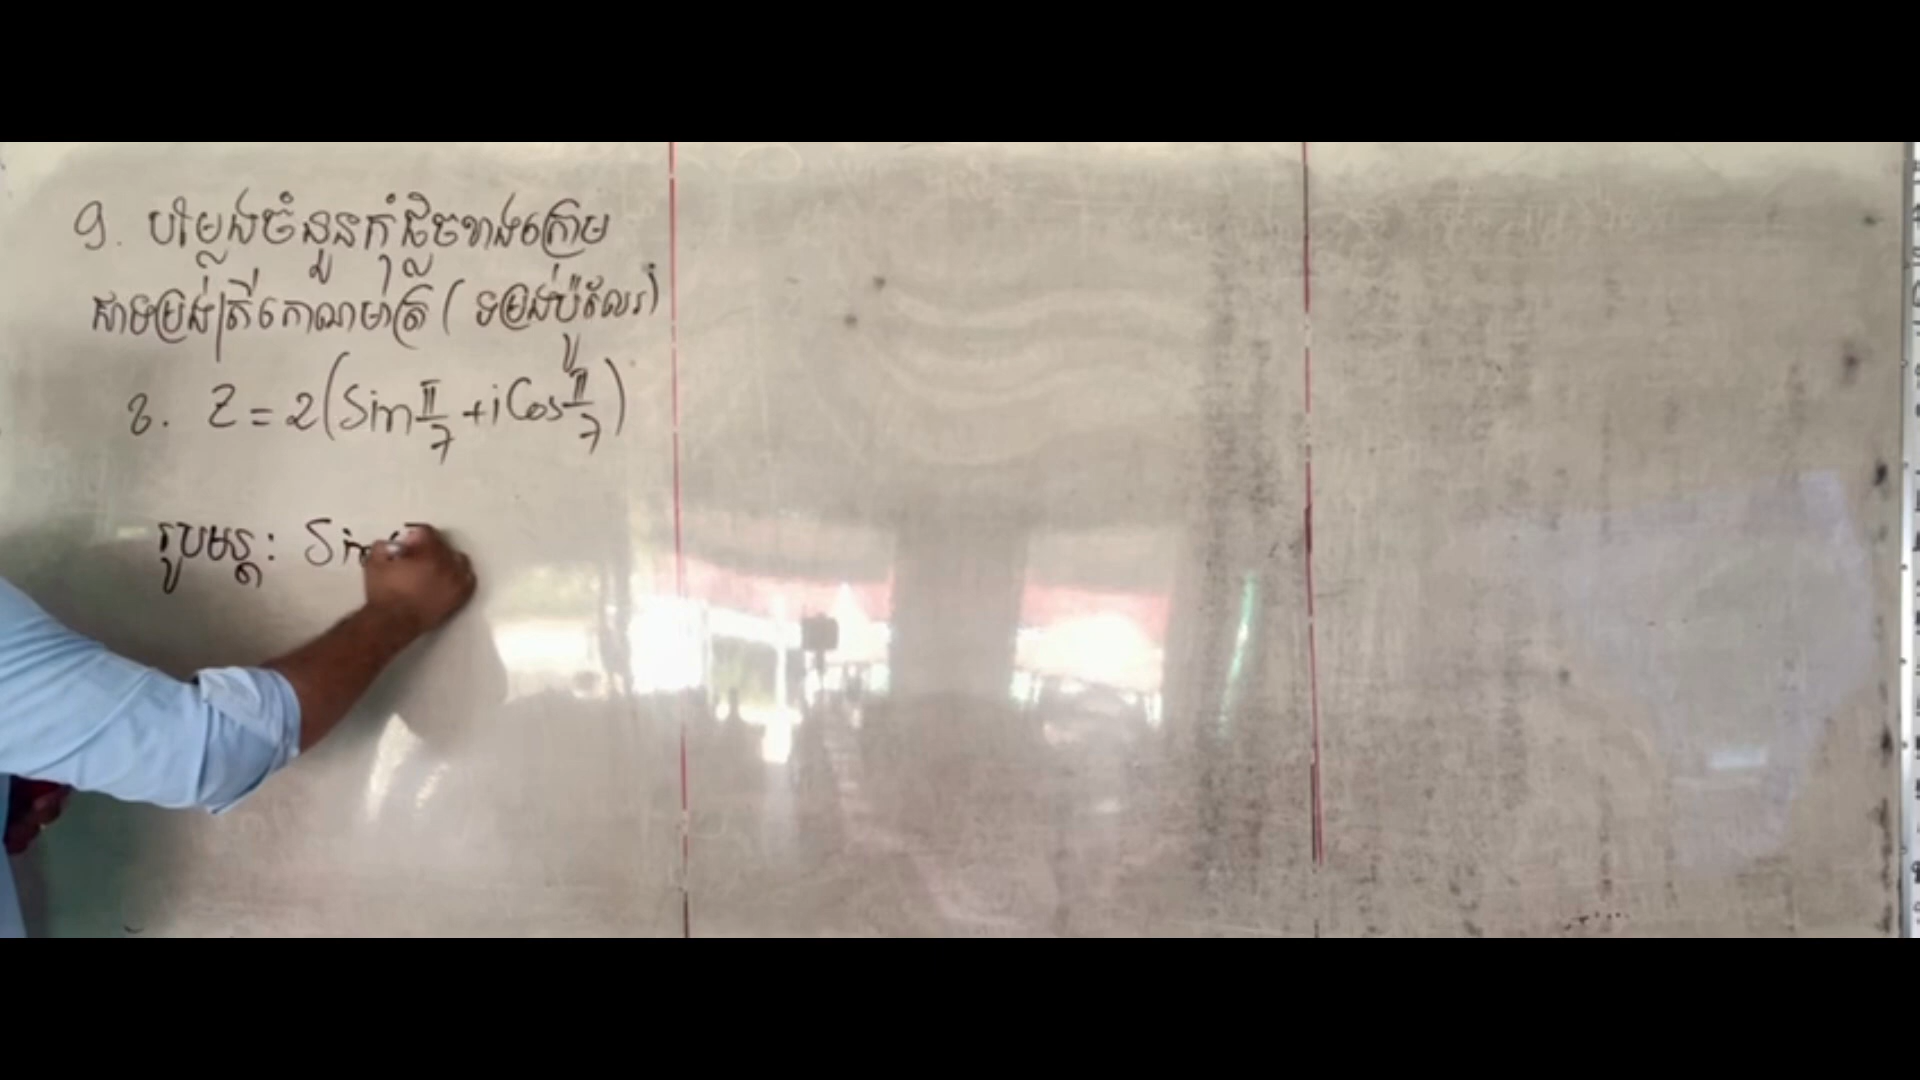 9. បំម្លែងចំនួនកុំផ្លិចខាងក្រោម
ជាទម្រង់ត្រីកោណមាត្រ ( ទម្រង់ប៉ូលែរ)
8. Z = 2(Sin π/7 + i Cos π/7)
រូបមន្ត: Sin